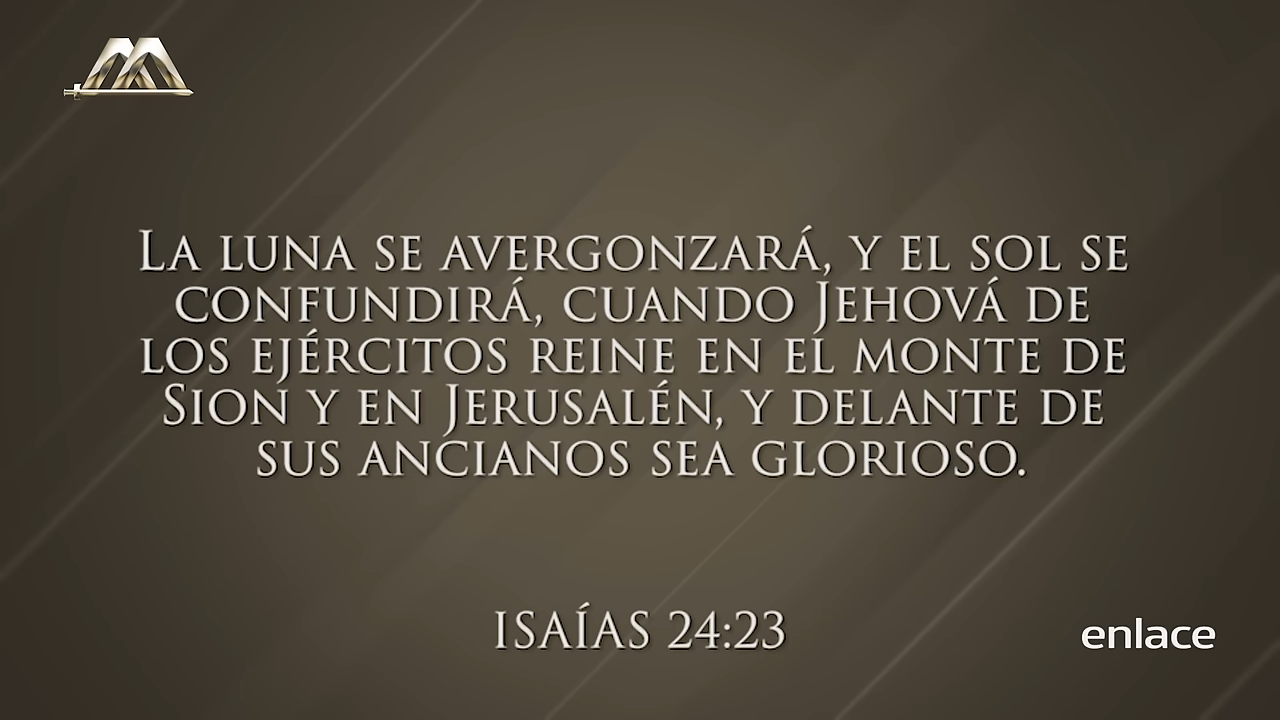 La luna se avergonzará, y el sol se
confundirá, cuando Jehová de
los ejércitos reine en el monte de
Sion y en Jerusalén, y delante de
sus ancianos sea glorioso.
ISAÍAS 24:23
enlace